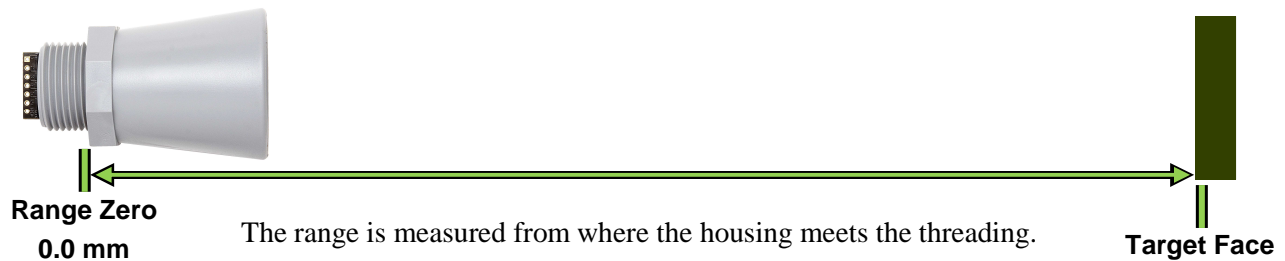 Range Zero
0.0 mm
The range is measured from where the housing meets the threading.
Target Face